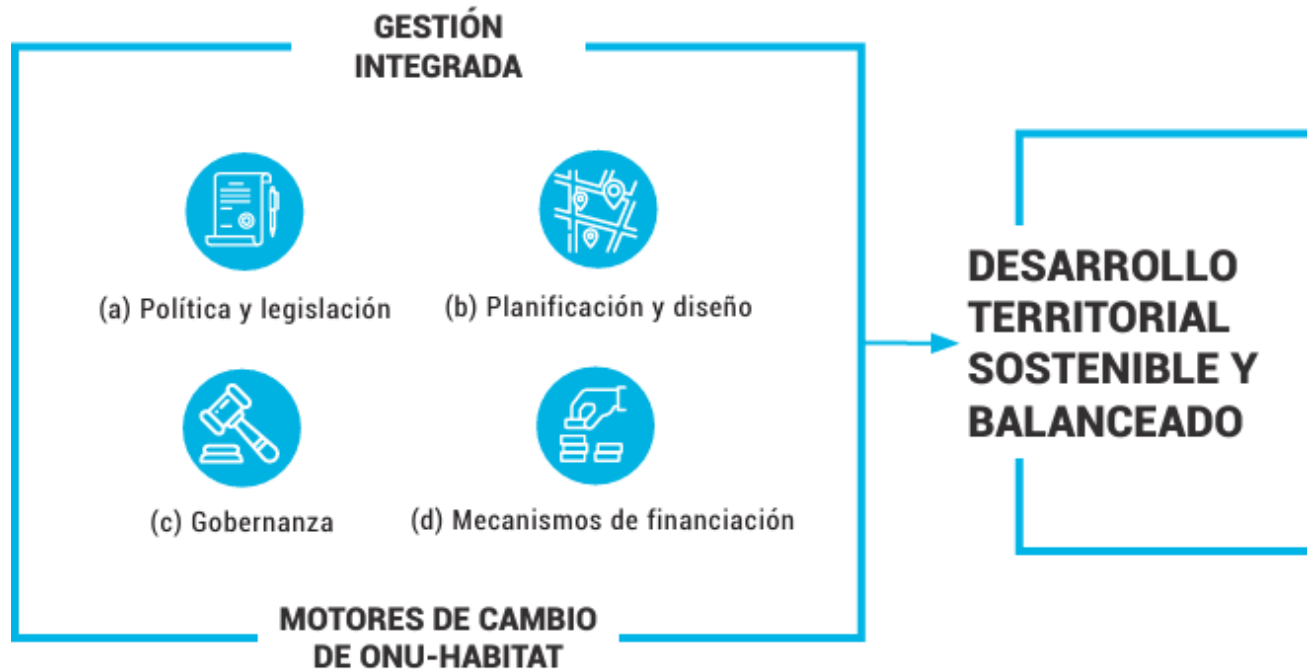 GESTIÓN
INTEGRADA
(a) Política y legislación
(b) Planificación y diseño
(c) Gobernanza
(d) Mecanismos de financiación
MOTORES DE CAMBIO
DE ONU-HABITAT
DESARROLLO
TERRITORIAL
SOSTENIBLE Y
BALANCEADO